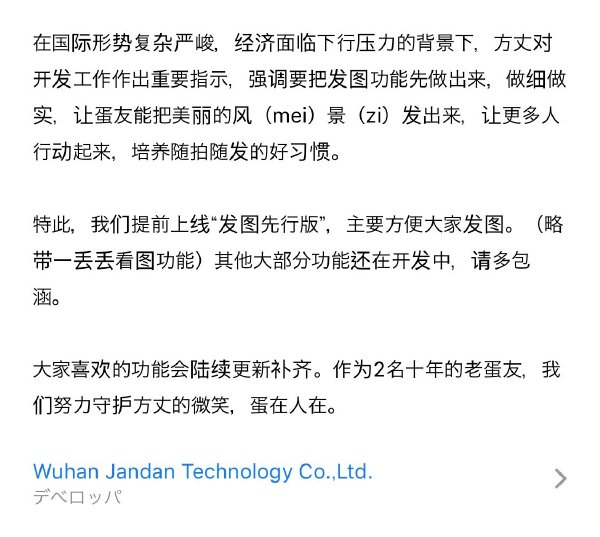 在国际形势复杂严峻，经济面临下行压力的背景下，方丈对
开发工作作出重要指示，强调要把发图功能先做出来，做细做
实，让蛋友能把美丽的风（mei）景（zi）发出来，让更多人
行动起来，培养随拍随发的好习惯。
特此，我们提前上线“发图先行版”，主要方便大家发图。（略
带一丢丢看图功能）其他大部分功能还在开发中，请多包
涵。
大家喜欢的功能会陆续更新补齐。作为2名十年的老蛋友，我
们努力守护方丈的微笑，蛋在人在。
Wuhan Jandan Technology Co.,Ltd.
デベロッパ